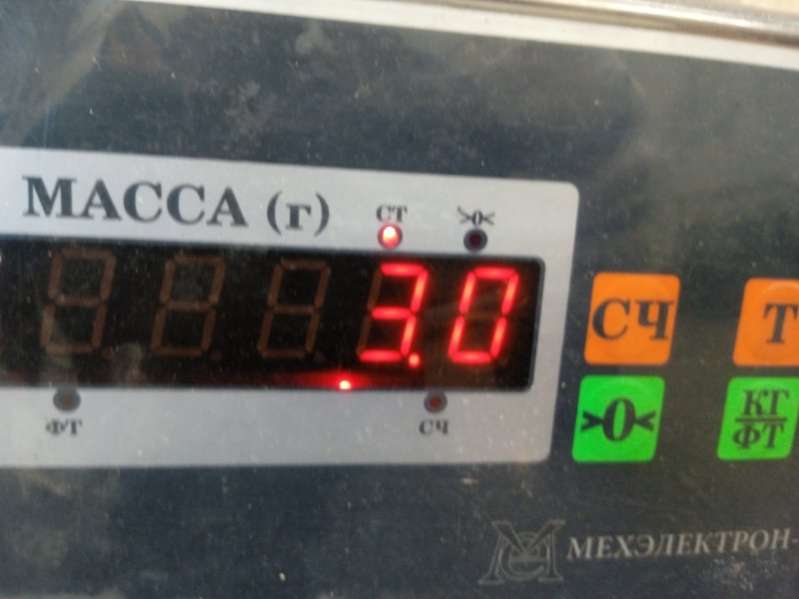 МАССА (г)
СТ >0<
3.0
ФТ СЧ
СЧ Т
>0< КГ/ФТ
МЕХЭЛЕКТРОН-